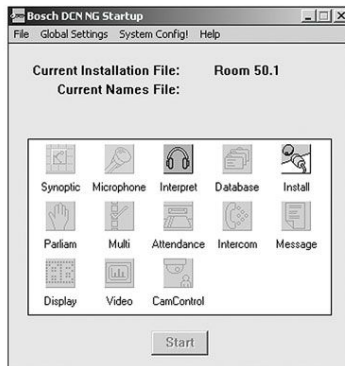 Bosch DCN NG Startup
File Global Settings System Config! Help
Current Installation File: Room 50.1
Current Names File:
Synoptic Microphone Interpret Database Install
Parliam Multi Attendance Intercom Message
Display Video CamControl
Start